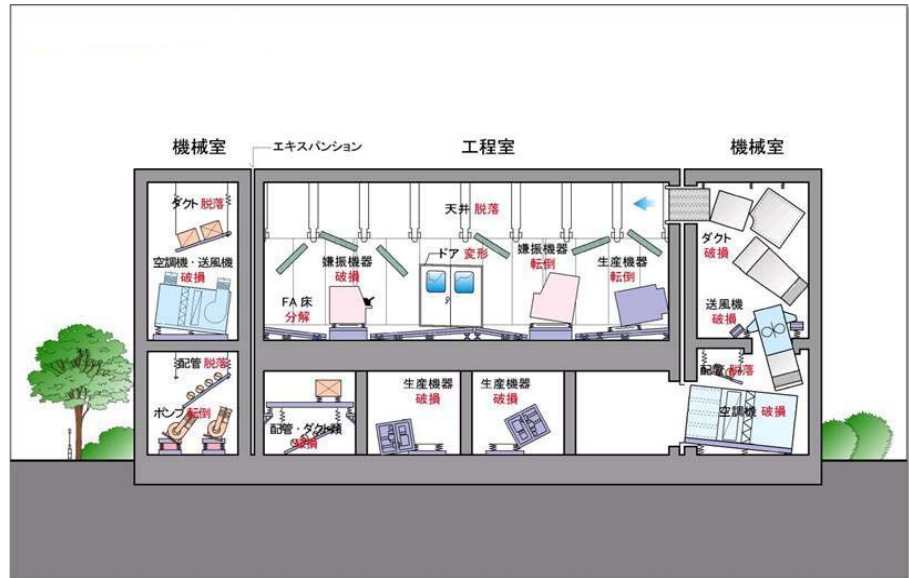 機械室
エキスパンション
工程室
機械室
ダクト 脱落
空調機・送風機
破損
天井 脱落
嫌振機器
破損
ドア 変形
嫌振機器
転倒
生産機器
転倒
FA 床
分解
ダクト
破損
送風機
破損
配管 脱落
ポンプ 転倒
配管・ダクト類
破損
生産機器
破損
生産機器
破損
配管 脱落
空調機 破損